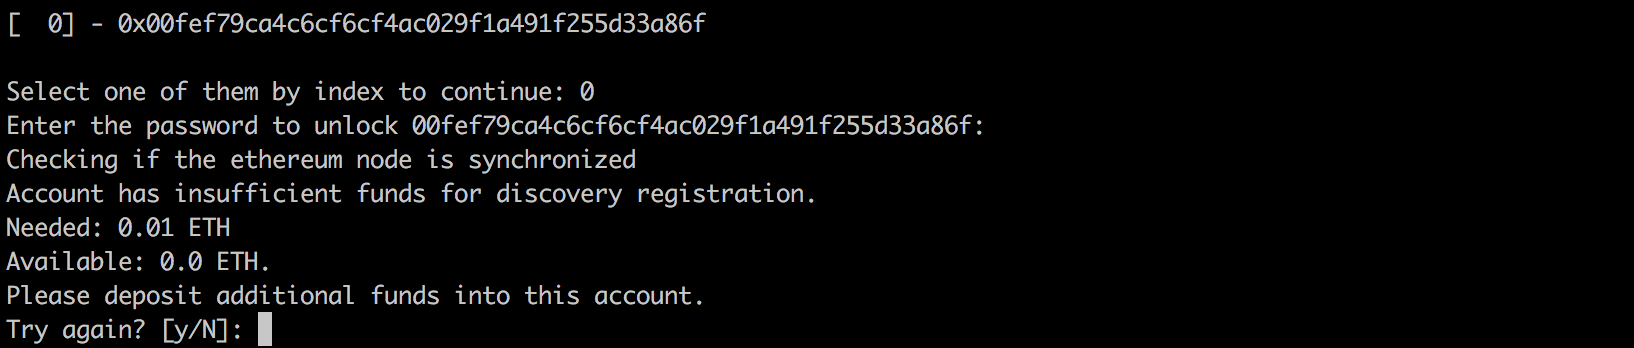 [  0] - 0x00fef79ca4c6cf6cf4ac029f1a491f255d33a86f
Select one of them by index to continue: 0
Enter the password to unlock 00fef79ca4c6cf6cf4ac029f1a491f255d33a86f:
Checking if the ethereum node is synchronized
Account has insufficient funds for discovery registration.
Needed: 0.01 ETH
Available: 0.0 ETH.
Please deposit additional funds into this account.
Try again? [y/N]: